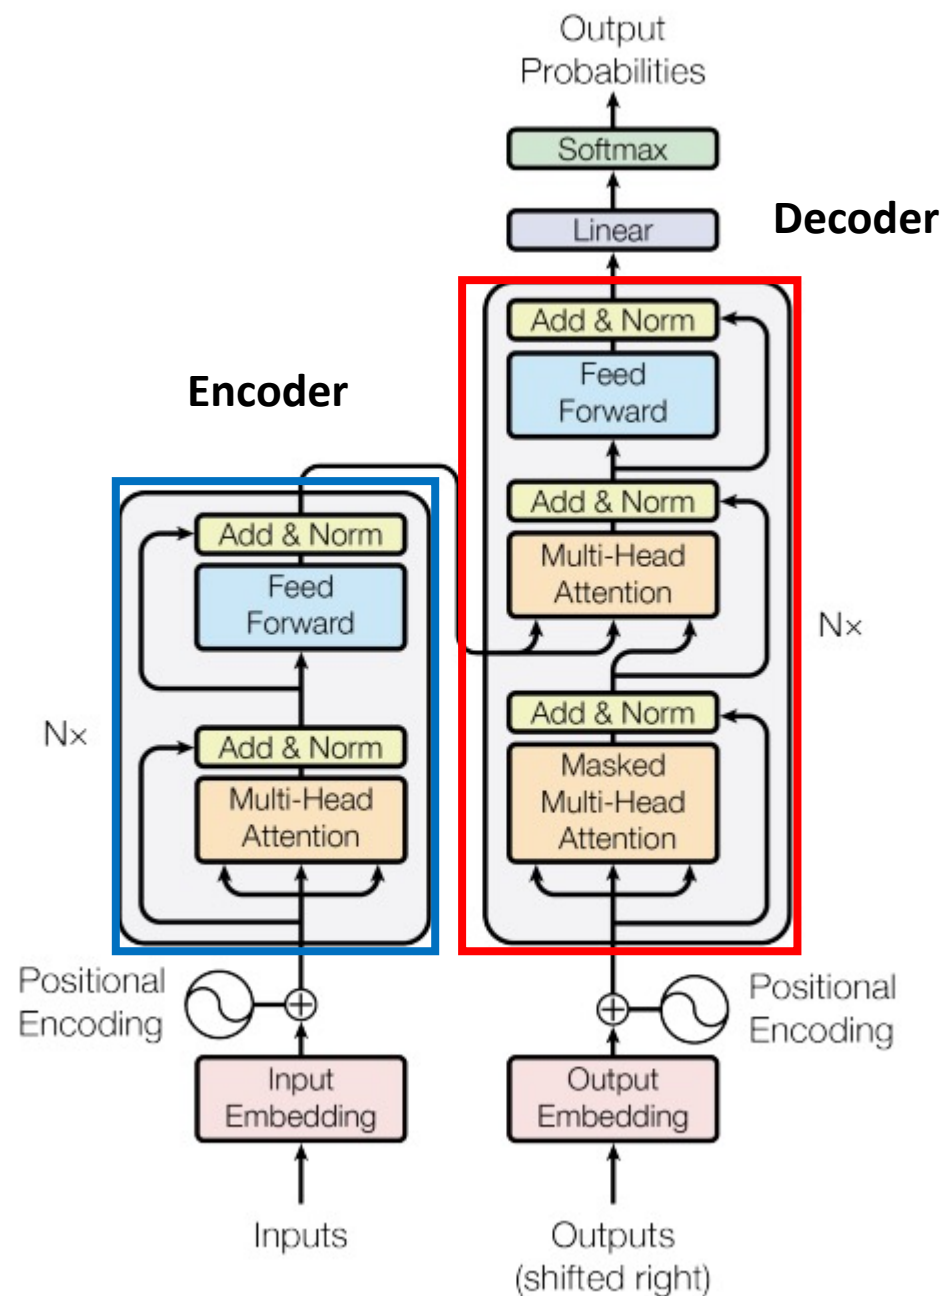 Output
Probabilities
Softmax
Linear
Decoder
Add & Norm
Feed
Forward
Add & Norm
Multi-Head
Attention
Nx
Add & Norm
Masked
Multi-Head
Attention
Encoder
Add & Norm
Feed
Forward
Nx
Add & Norm
Multi-Head
Attention
Positional
Encoding
Positional
Encoding
Input
Embedding
Output
Embedding
Inputs
Outputs
(shifted right)